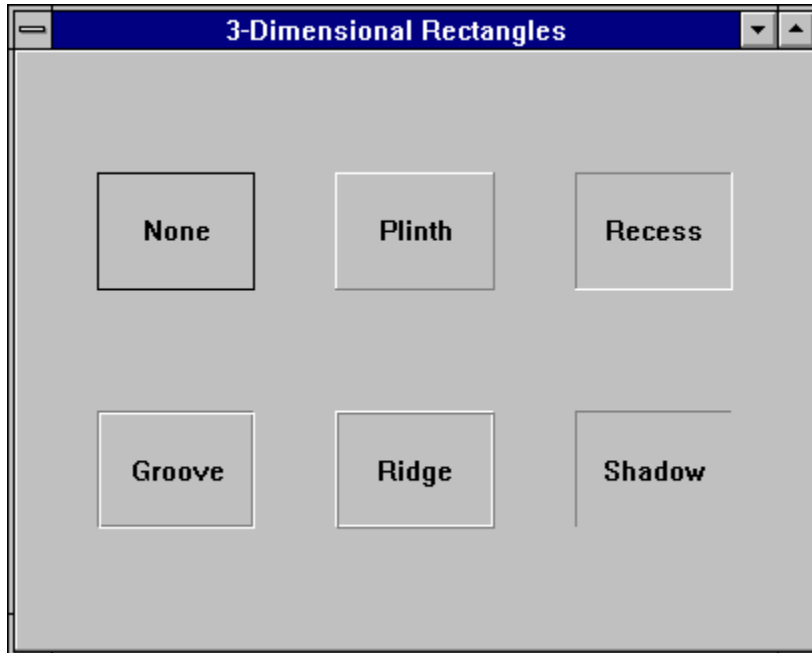 3-Dimensional Rectangles
None Plinth Recess
Groove Ridge Shadow